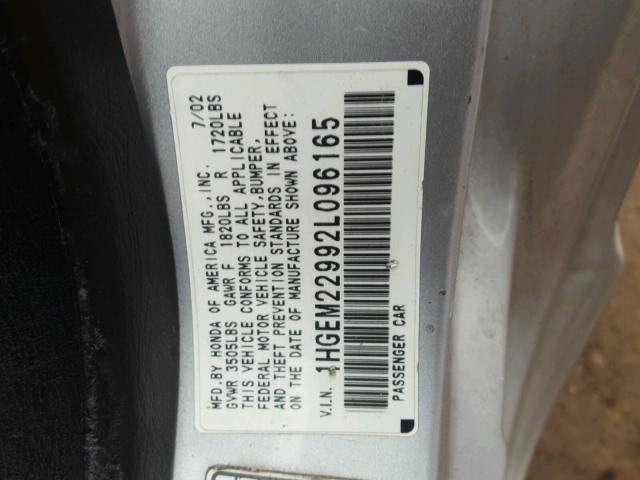 MFD.BY HONDA OF AMERICA MFG.,INC. 7/02
GVWR 3505LBS GAWR F 1820LBS R 1720LBS
THIS VEHICLE CONFORMS TO ALL APPLICABLE
FEDERAL MOTOR VEHICLE SAFETY,BUMPER,
AND THEFT PREVENTION STANDARDS IN EFFECT
ON THE DATE OF MANUFACTURE SHOWN ABOVE:
V.I.N. 1HGEM22992L096165
PASSENGER CAR